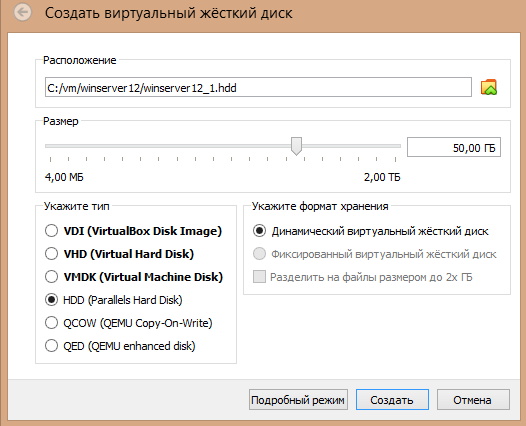 Создать виртуальный жёсткий диск
Расположение
C:/vm/winserver12/winserver12_1.hdd
Размер
50,00 ГБ
4,00 МБ
2,00 ТБ
Укажите тип
VDI (VirtualBox Disk Image)
VHD (Virtual Hard Disk)
VMDK (Virtual Machine Disk)
HDD (Parallels Hard Disk)
QCOW (QEMU Copy-On-Write)
QED (QEMU enhanced disk)
Укажите формат хранения
Динамический виртуальный жёсткий диск
Фиксированный виртуальный жёсткий диск
Разделить на файлы размером до 2х ГБ
Подробный режим
Создать
Отмена